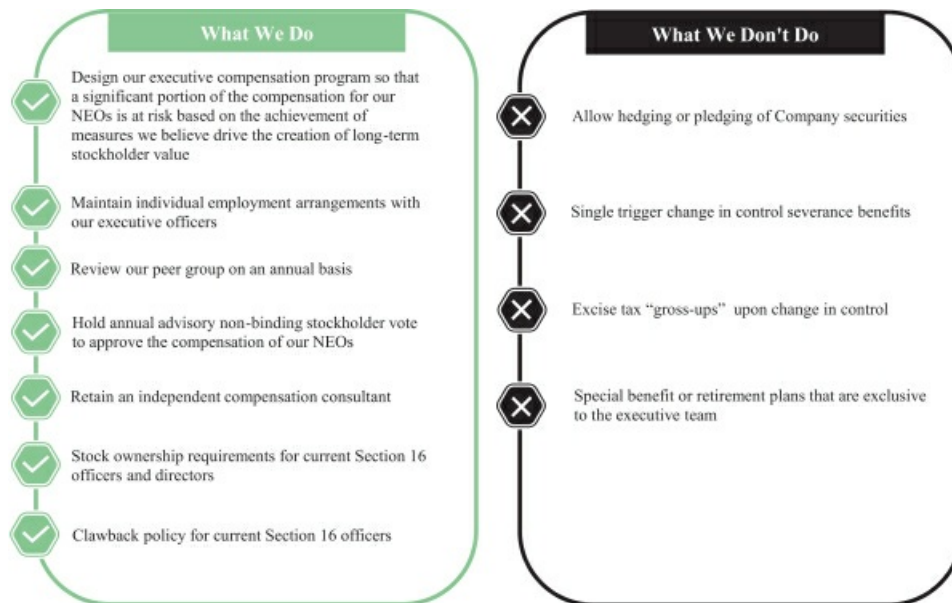 What We Do
Design our executive compensation program so that
a significant portion of the compensation for our
NEOs is at risk based on the achievement of
measures we believe drive the creation of long-term
stockholder value
Maintain individual employment arrangements with
our executive officers
Review our peer group on an annual basis
Hold annual advisory non-binding stockholder vote
to approve the compensation of our NEOs
Retain an independent compensation consultant
Stock ownership requirements for current Section 16
officers and directors
Clawback policy for current Section 16 officers
What We Don't Do
Allow hedging or pledging of Company securities
Single trigger change in control severance benefits
Excise tax “gross-ups” upon change in control
Special benefit or retirement plans that are exclusive
to the executive team